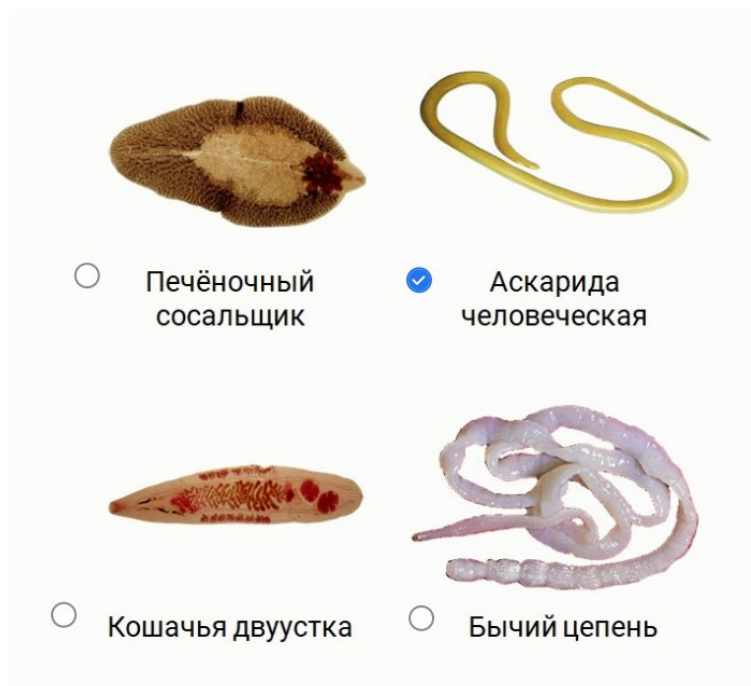 Печёночный
сосальщик
Аскарида
человеческая
Кошачья двуустка
Бычий цепень